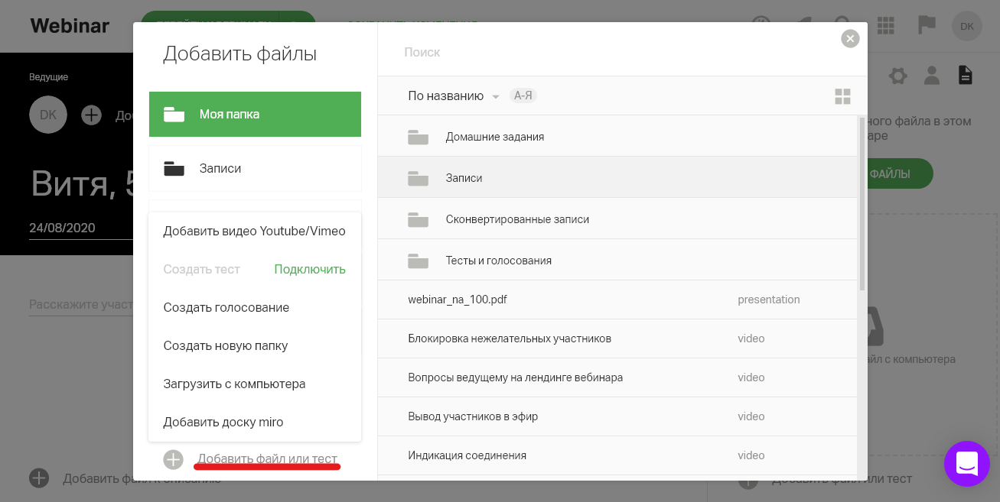 Webinar
DK
Ведущие
DK
Витя, 5
24/08/2020
Расскажите участ
Добавить файл к описанию
Добавить файлы
Моя папка
Записи
Добавить видео Youtube/Vimeo
Создать тест Подключить
Создать голосование
Создать новую папку
Загрузить с компьютера
Добавить доску miro
Добавить файл или тест
Поиск
По названию А-Я
Домашние задания
Записи
Сконвертированные записи
Тесты и голосования
webinar_na_100.pdf presentation
Блокировка нежелательных участников video
Вопросы ведущему на лендинге вебинара video
Вывод участников в эфир video
Индикация соединения video
файла в этом
ФАЙЛЫ
с компьютера
Добавить файл или тест